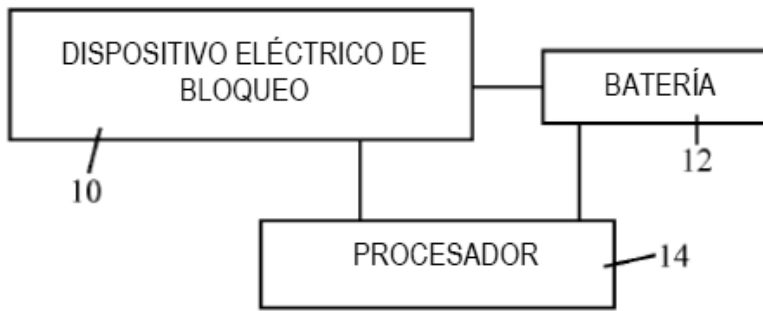 DISPOSITIVO ELÉCTRICO DE
BLOQUEO
BATERÍA
10
12
PROCESADOR
14